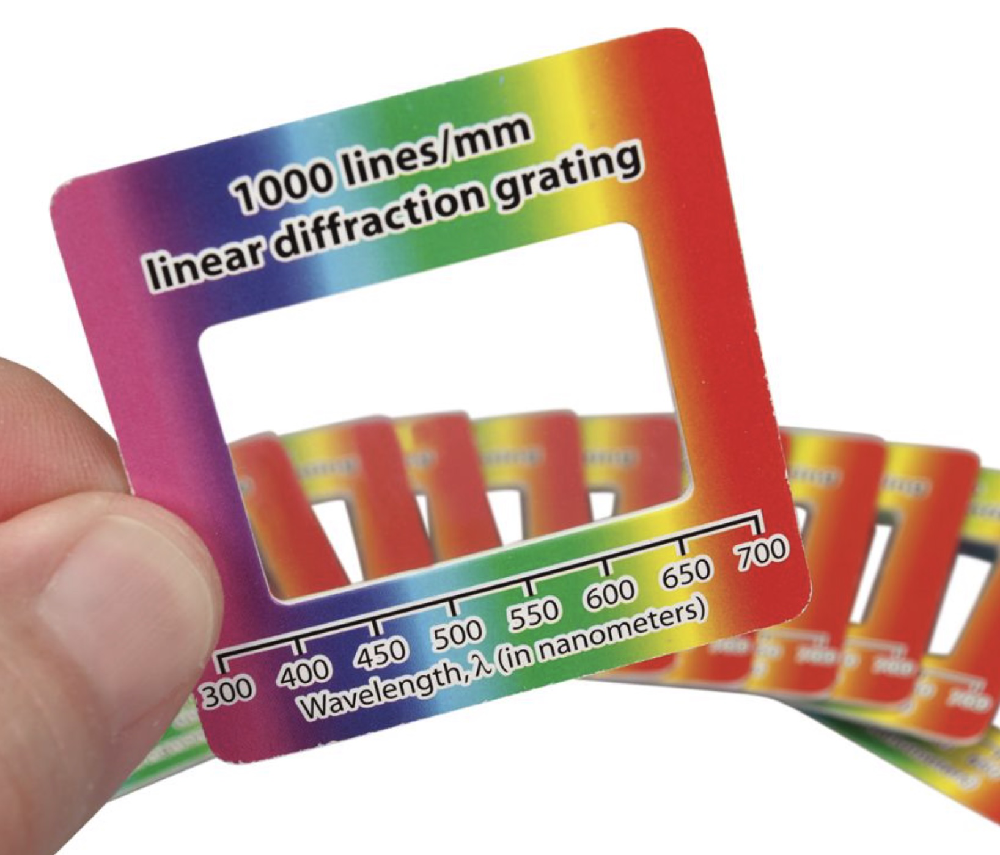 1000 lines/mm
linear diffraction grating
300 400 450 500 550 600 650 700
Wavelength, λ (in nanometers)